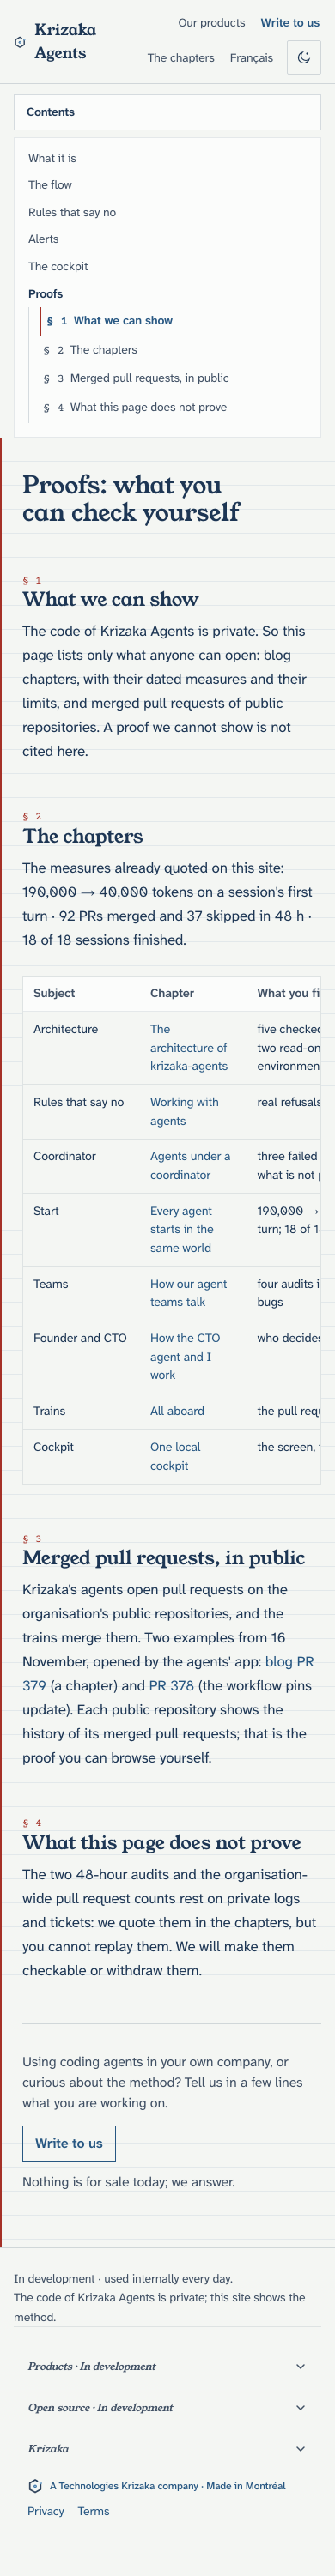 Krizaka
Agents
Our products
Write to us
The chapters
Français
Contents
What it is
The flow
Rules that say no
Alerts
The cockpit
Proofs
§ 1 What we can show
§ 2 The chapters
§ 3 Merged pull requests, in public
§ 4 What this page does not prove
Proofs: what you
can check yourself
§ 1
What we can show
The code of Krizaka Agents is private. So this
page lists only what anyone can open: blog
chapters, with their dated measures and their
limits, and merged pull requests of public
repositories. A proof we cannot show is not
cited here.
§ 2
The chapters
The measures already quoted on this site:
190,000 → 40,000 tokens on a session's first
turn · 92 PRs merged and 37 skipped in 48 h ·
18 of 18 sessions finished.
Subject Chapter What you fi
Architecture
The
architecture of
krizaka-agents
five checked
two read-on
environment
Rules that say no
Working with
agents
real refusals
Coordinator
Agents under a
coordinator
three failed
what is not
Start
Every agent
starts in the
same world
190,000 →
turn; 18 of 1
Teams
How our agent
teams talk
four audits i
bugs
Founder and CTO
How the CTO
agent and I
work
who decides
Trains
All aboard
the pull requ
Cockpit
One local
cockpit
the screen,
§ 3
Merged pull requests, in public
Krizaka's agents open pull requests on the
organisation's public repositories, and the
trains merge them. Two examples from 16
November, opened by the agents' app: blog PR
379 (a chapter) and PR 378 (the workflow pins
update). Each public repository shows the
history of its merged pull requests; that is the
proof you can browse yourself.
§ 4
What this page does not prove
The two 48-hour audits and the organisation-
wide pull request counts rest on private logs
and tickets: we quote them in the chapters, but
you cannot replay them. We will make them
checkable or withdraw them.
Using coding agents in your own company, or
curious about the method? Tell us in a few lines
what you are working on.
Write to us
Nothing is for sale today; we answer.
In development · used internally every day.
The code of Krizaka Agents is private; this site shows the
method.
Products · In development
Open source · In development
Krizaka
A Technologies Krizaka company · Made in Montréal
Privacy Terms